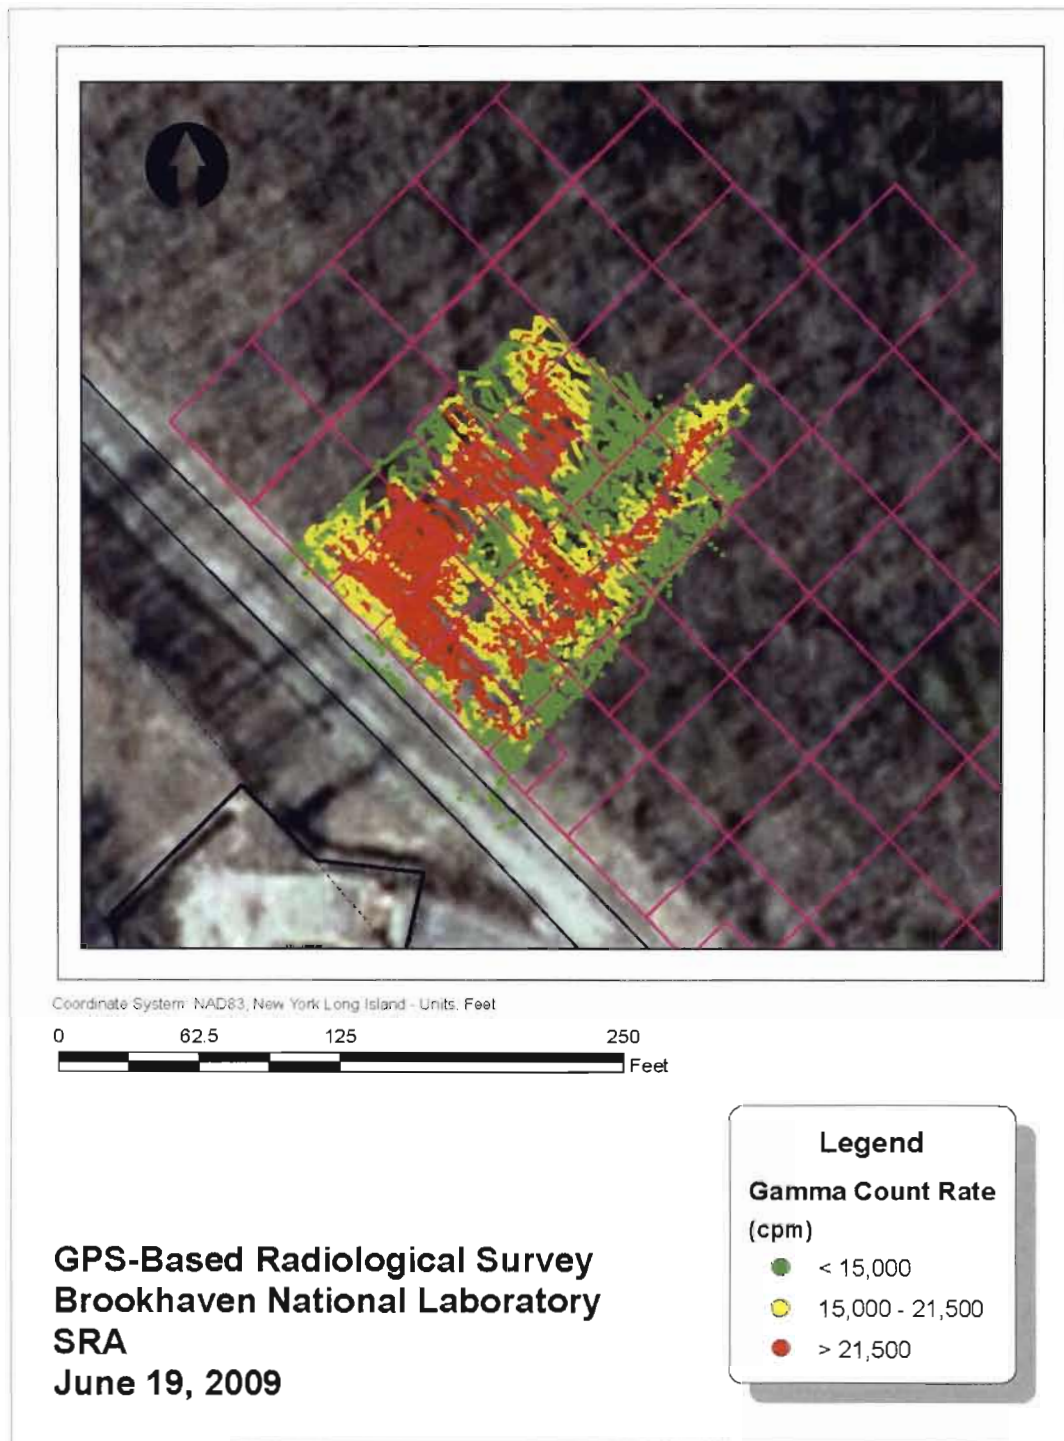 Coordinate System: NAD83, New York Long Island - Units: Feet
0 62.5 125 250
Feet
Legend
Gamma Count Rate
(cpm)
< 15,000
15,000 - 21,500
> 21,500
GPS-Based Radiological Survey
Brookhaven National Laboratory
SRA
June 19, 2009